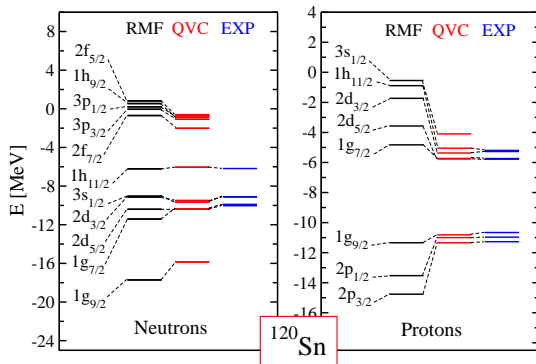 E [MeV]
8
4
0
-4
-8
-12
-16
-20
-24
RMF QVC EXP
2f5/2
1h9/2
3p1/2
3p3/2
2f7/2
1h11/2
3s1/2
2d3/2
2d5/2
1g7/2
1g9/2
Neutrons
4
2
0
-2
-4
-6
-8
-10
-12
-14
-16
RMF QVC EXP
3s1/2
1h11/2
2d3/2
2d5/2
1g7/2
1g9/2
2p1/2
2p3/2
Protons
120Sn